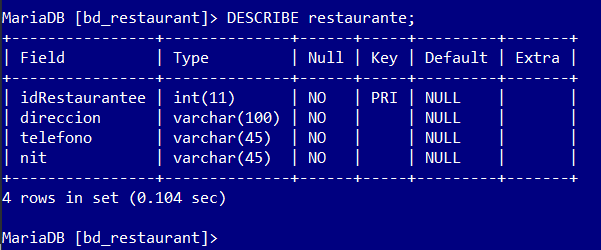 MariaDB [bd_restaurant]> DESCRIBE restaurante;
+----------------+--------------+------+-----+---------+-------+
| Field          | Type         | Null | Key | Default | Extra |
+----------------+--------------+------+-----+---------+-------+
| idRestaurantee | int(11)      | NO   | PRI | NULL    |       |
| direccion      | varchar(100) | NO   |     | NULL    |       |
| telefono       | varchar(45)  | NO   |     | NULL    |       |
| nit            | varchar(45)  | NO   |     | NULL    |       |
+----------------+--------------+------+-----+---------+-------+
4 rows in set (0.104 sec)
MariaDB [bd_restaurant]>